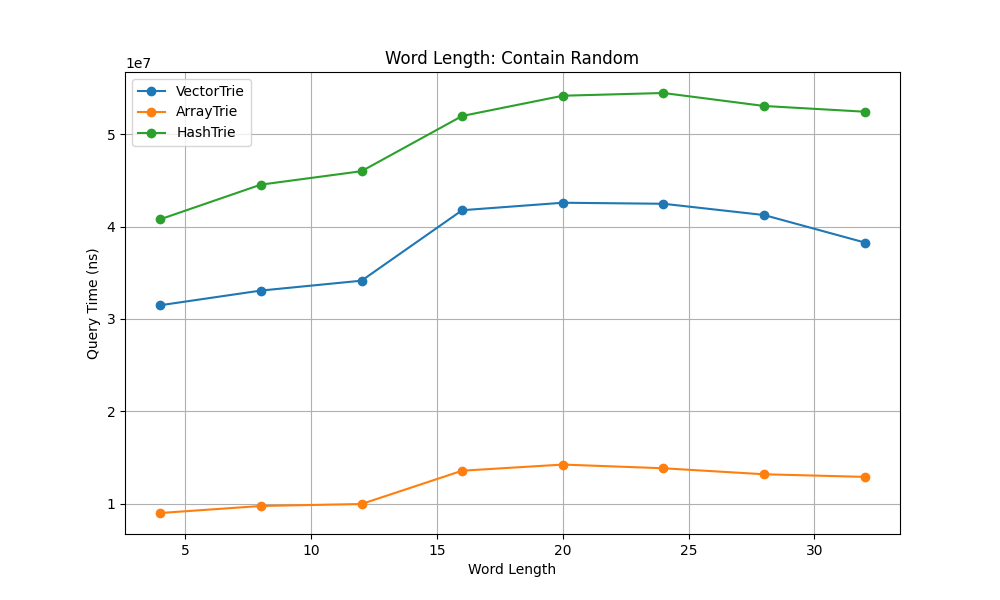 Word Length: Contain Random
1e7
VectorTrie
ArrayTrie
HashTrie
5
4
3
2
1
Query Time (ns)
5 10 15 20 25 30
Word Length